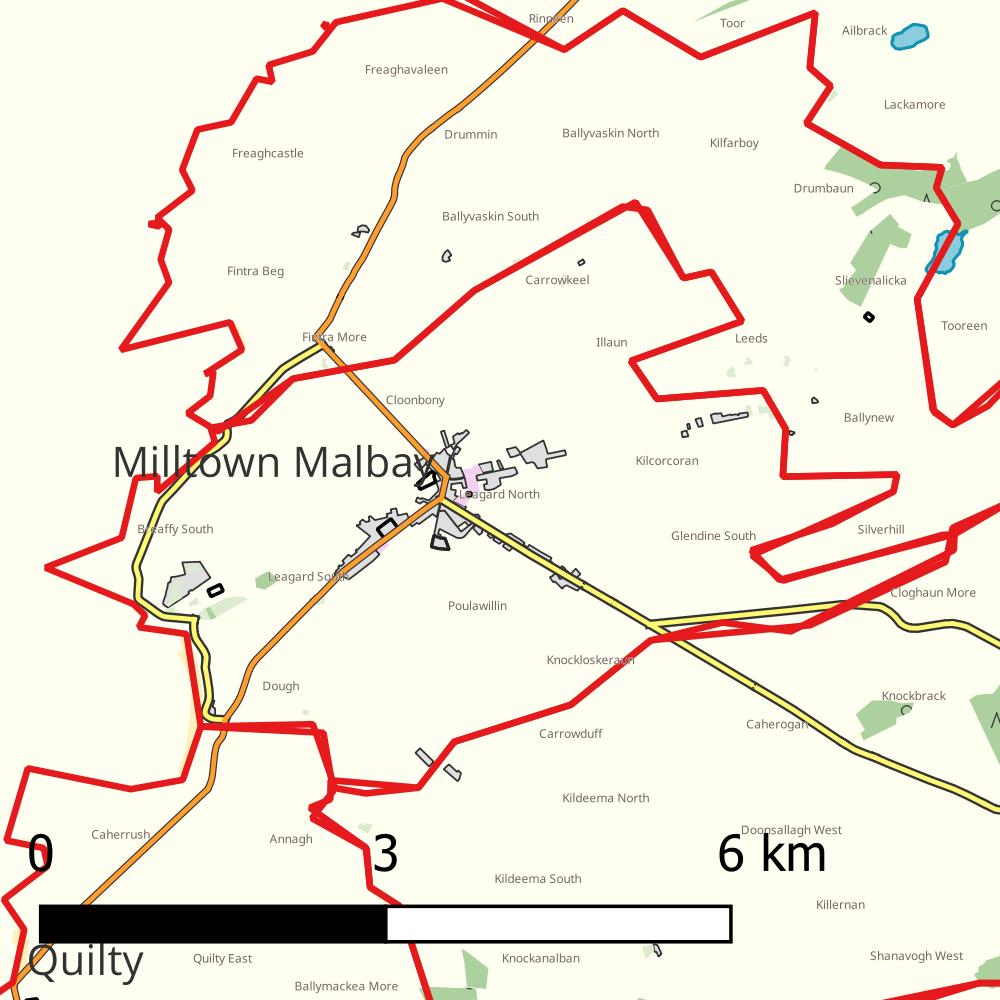 Rinneen
Toor
Ailbrack
Freaghavaleen
Lackamore
Drummin
Ballyvaskin North
Kilfarboy
Freaghcastle
Drumbaun
Ballyvaskin South
Fintra Beg
Carrowkeel
Slievenalicka
Tooreen
Fintra More
Illaun
Leeds
Cloonbony
Ballynew
Milltown Malbay
Kilcorcoran
Leagard North
Breaffy South
Glendine South
Silverhill
Leagard South
Cloghaun More
Poulawillin
Knockloskeraun
Dough
Knockbrack
Caherogan
Carrowduff
Kildeema North
Caherrush
Annagh
Doonsallagh West
0 3 6 km
Kildeema South
Killernan
Quilty
Quilty East
Knockanalban
Shanavogh West
Ballymackea More